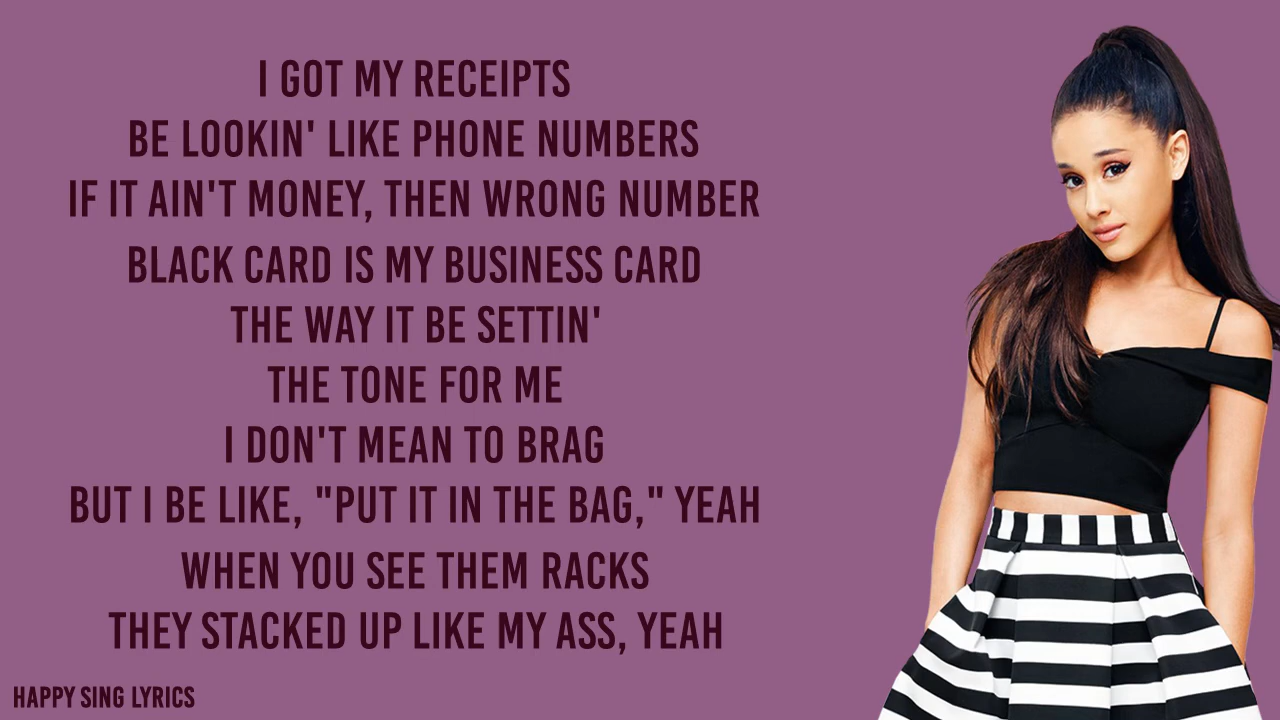 I GOT MY RECEIPTS
BE LOOKIN' LIKE PHONE NUMBERS
IF IT AIN'T MONEY, THEN WRONG NUMBER
BLACK CARD IS MY BUSINESS CARD
THE WAY IT BE SETTIN'
THE TONE FOR ME
I DON'T MEAN TO BRAG
BUT I BE LIKE, "PUT IT IN THE BAG," YEAH
WHEN YOU SEE THEM RACKS
THEY STACKED UP LIKE MY ASS, YEAH
HAPPY SING LYRICS